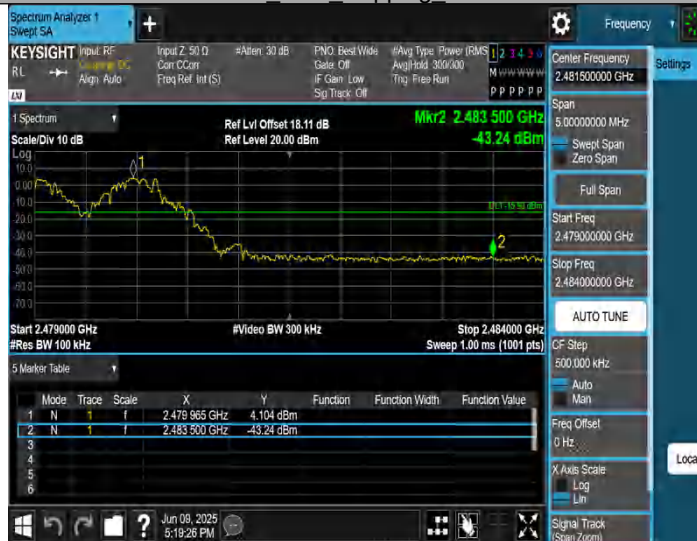 Spectrum Analyzer 1
Swept SA
+
Frequency
KEYSIGHT Input: RF Input Z: 50 Ω #Atten: 30 dB PNO: Best Wide #Avg Type: Power (RMS 1 2 3 4 5 6
RL Coupling: DC Corr CCorr Gate: Off Avg|Hold: 300/300 M W W W W W
Align: Auto Freq Ref: Int (S) IF Gain: Low Trig: Free Run
Sig Track: Off P P P P P P
LXI
1 Spectrum
Ref Lvl Offset 18.11 dB Mkr2 2.483 500 GHz
Scale/Div 10 dB Ref Level 20.00 dBm -43.24 dBm
Log
10.0
0.00
-10.0
-20.0
-30.0
-40.0
-50.0
-60.0
-70.0
1
2
Start 2.479000 GHz #Video BW 300 kHz Stop 2.484000 GHz
#Res BW 100 kHz Sweep 1.00 ms (1001 pts)
5 Marker Table
Mode Trace Scale X Y Function Function Width Function Value
1 N 1 f 2.479 965 GHz 4.104 dBm
2 N 1 f 2.483 500 GHz -43.24 dBm
3
4
5
6
? Jun 09, 2025
5:19:26 PM
Center Frequency
2.481500000 GHz
Settings
Span
5.00000000 MHz
Swept Span
Zero Span
Full Span
Start Freq
2.479000000 GHz
Stop Freq
2.484000000 GHz
AUTO TUNE
CF Step
500.000 kHz
Auto
Man
Freq Offset
0 Hz
X Axis Scale
Log
Lin
Signal Track
(Span Zoom)
Loca